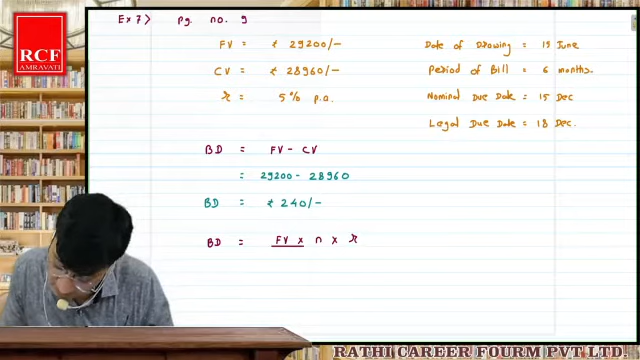 RCF
AMRAVATI
Ex 7> pg. no. 9
FV = ₹ 29200/-
CV = ₹ 28960/-
r = 5% p.a.
Date of Drawing = 15 June
Period of Bill = 6 months.
Nominal Due Date = 15 Dec
Legal Due Date = 18 Dec.
BD = FV - CV
= 29200 - 28960
BD = ₹ 240/-
BD = FV x n x r
RATHI CAREER FOURM PVT LTD.